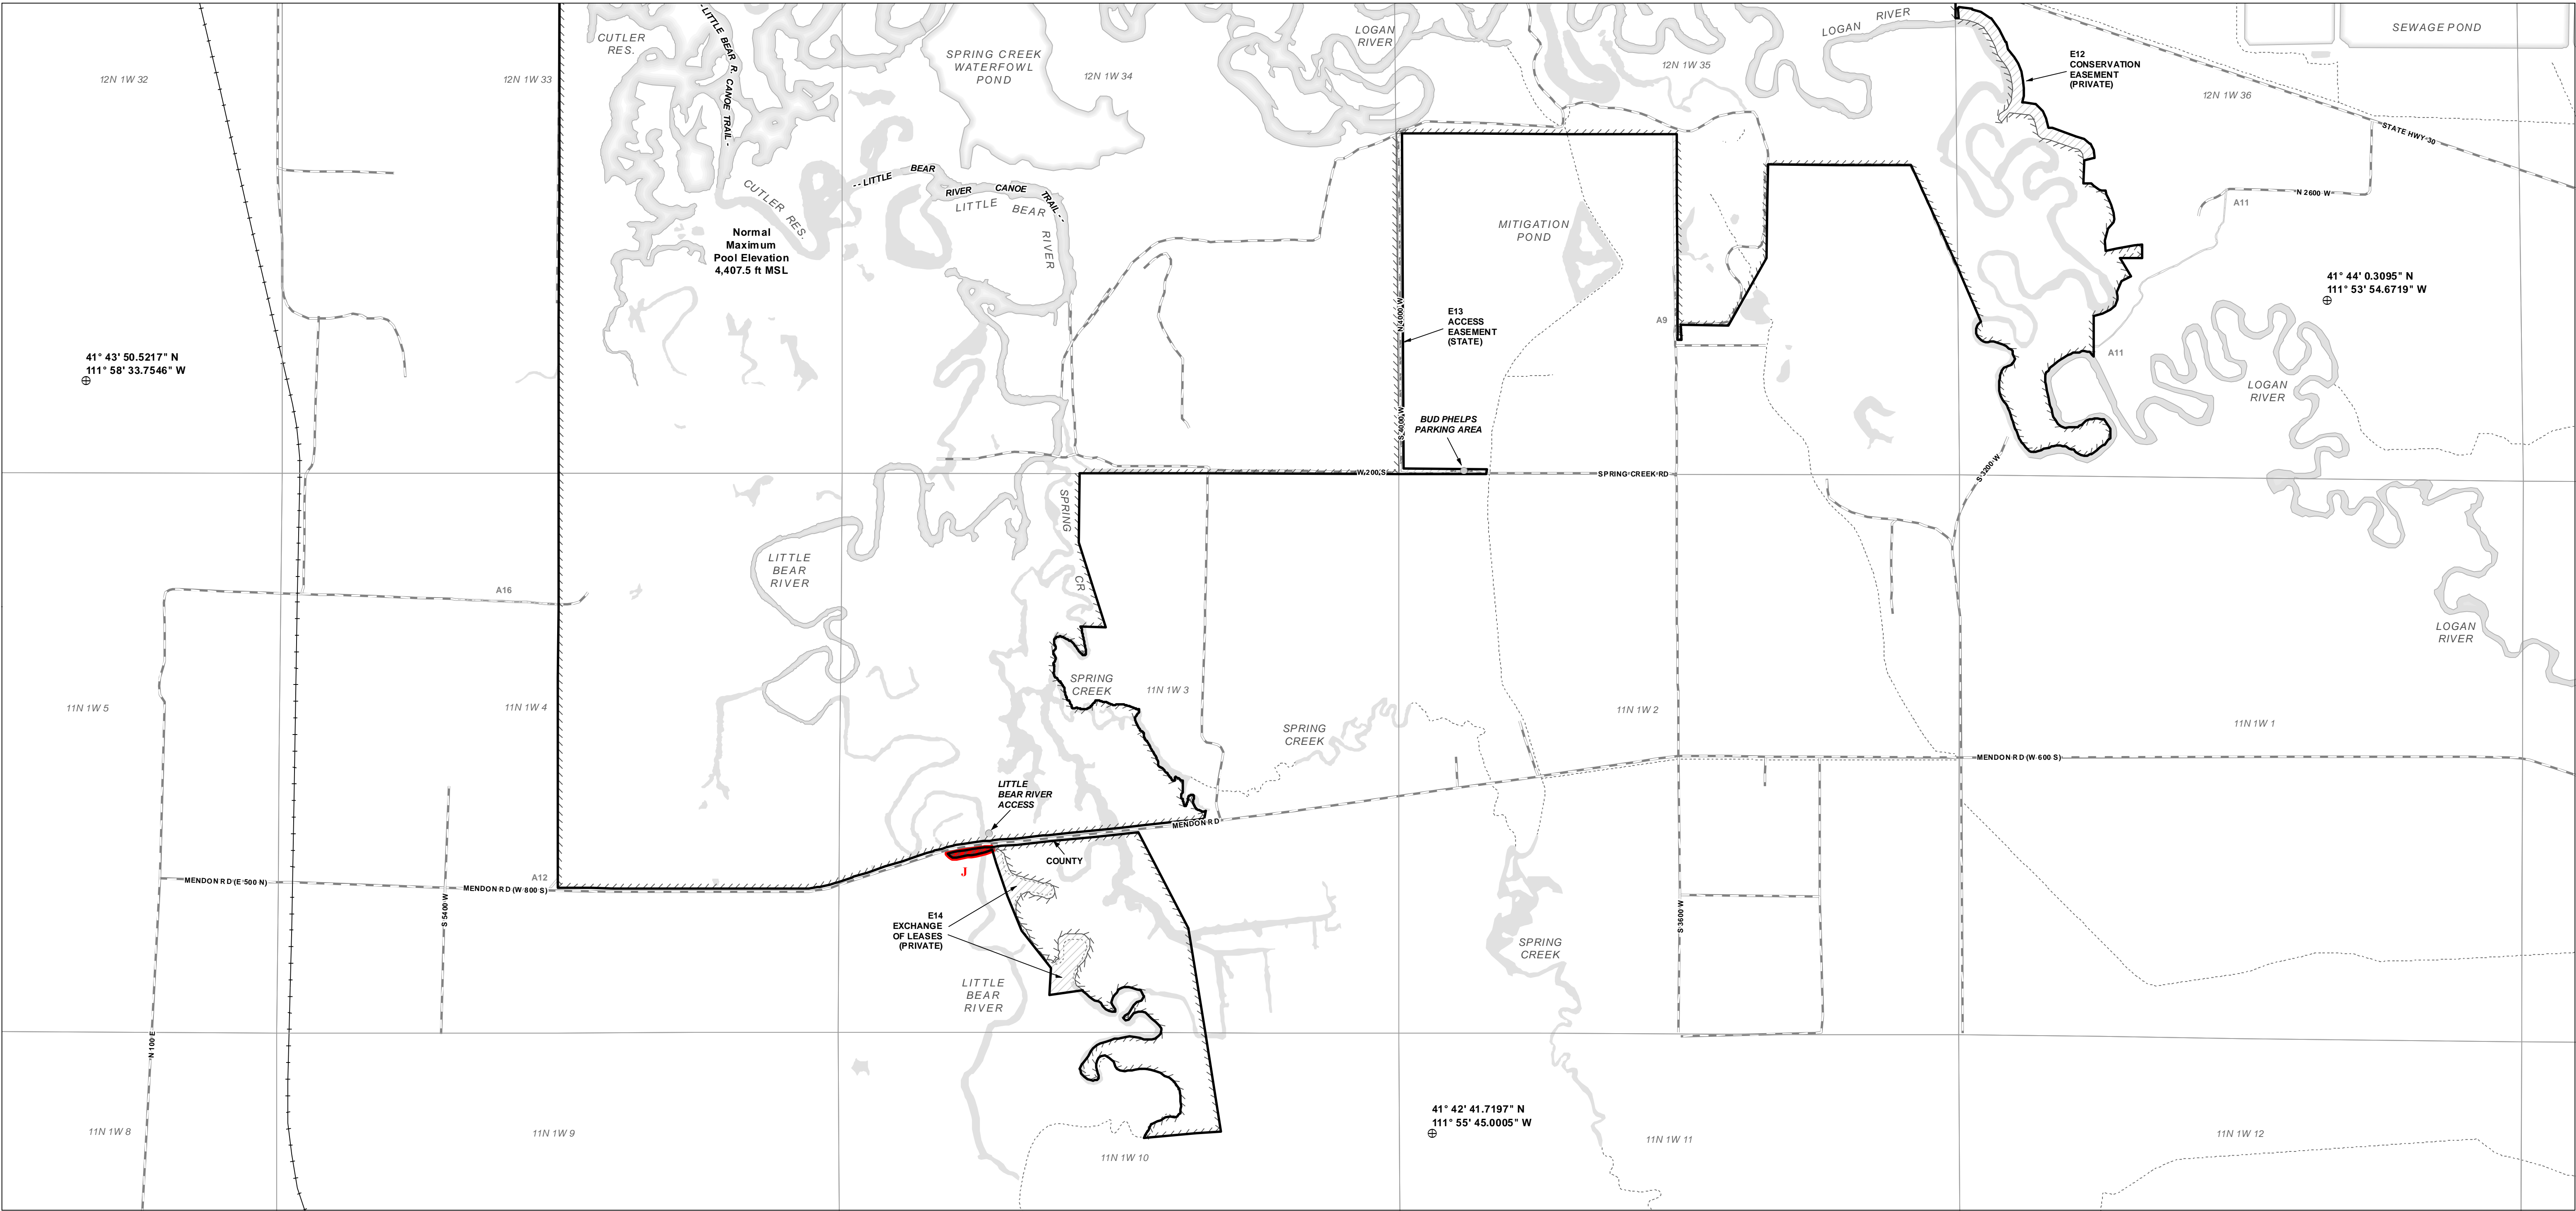 LITTLE BEAR R. CANOE TRAIL -
CUTLER
RES.
12N 1W 32
12N 1W 33
SPRING CREEK
WATERFOWL
POND
12N 1W 34
LOGAN
RIVER
12N 1W 35
LOGAN RIVER
E12
CONSERVATION
EASEMENT
(PRIVATE)
SEWAGE POND
12N 1W 36
STATE HWY 30
N 2600 W
A11
CUTLER RES.
-- LITTLE BEAR RIVER CANOE TRAIL --
LITTLE BEAR RIVER
Normal
Maximum
Pool Elevation
4,407.5 ft MSL
MITIGATION
POND
41° 44' 0.3095" N
111° 53' 54.6719" W
N 4000 W
E13
ACCESS
EASEMENT
(STATE)
A9
A11
41° 43' 50.5217" N
111° 58' 33.7546" W
LOGAN
RIVER
S 4000 W
BUD PHELPS
PARKING AREA
W 200 S
SPRING CREEK RD
S 3200 W
SPRING CR
LITTLE
BEAR
RIVER
A16
LOGAN
RIVER
SPRING
CREEK
11N 1W 5
11N 1W 4
11N 1W 3
11N 1W 2
11N 1W 1
SPRING
CREEK
MENDON RD (W 600 S)
LITTLE
BEAR RIVER
ACCESS
MENDON RD
COUNTY
J
MENDON RD (E 500 N)
A12
MENDON RD (W 800 S)
S 5400 W
E14
EXCHANGE
OF LEASES
(PRIVATE)
S 3600 W
SPRING
CREEK
LITTLE
BEAR
RIVER
N 100 E
41° 42' 41.7197" N
111° 55' 45.0005" W
11N 1W 8
11N 1W 9
11N 1W 10
11N 1W 11
11N 1W 12